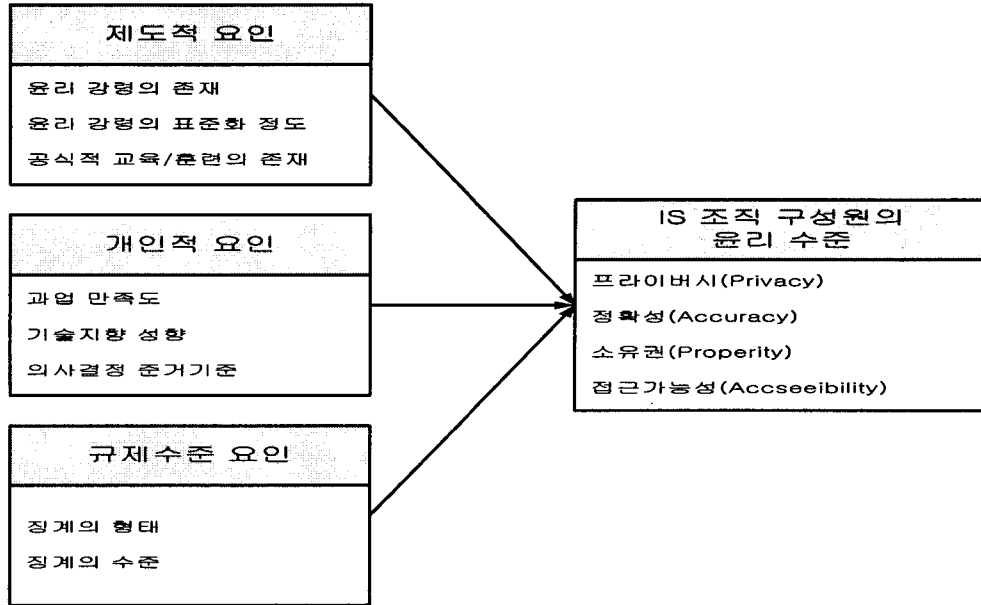 제도적 요인
윤리 강령의 존재
윤리 강령의 표준화 정도
공식적 교육/훈련의 존재
개인적 요인
과업 만족도
기술지향 성향
의사결정 준거기준
규제수준 요인
징계의 형태
징계의 수준
IS 조직 구성원의
윤리 수준
프라이버시(Privacy)
정확성(Accuracy)
소유권(Properity)
접근가능성(Accseeibility)